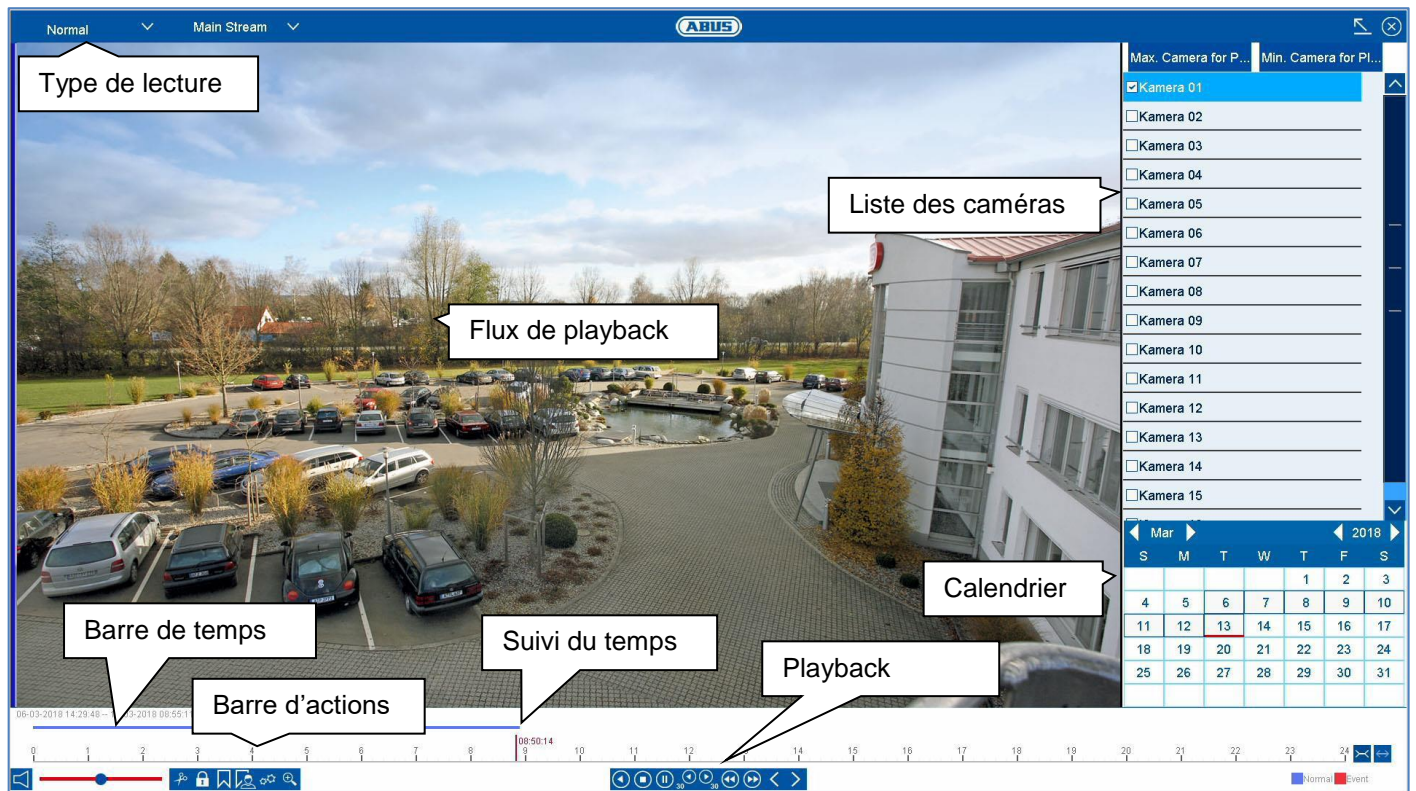 Normal
Main Stream
ABUS
Type de lecture
Max. Camera for P...
Min. Camera for Pl...
Kamera 01
Kamera 02
Kamera 03
Kamera 04
Kamera 05
Kamera 06
Kamera 07
Kamera 08
Kamera 09
Kamera 10
Kamera 11
Kamera 12
Kamera 13
Kamera 14
Kamera 15
Liste des caméras
Flux de playback
Mar 2018
S M T W T F S
1 2 3
4 5 6 7 8 9 10
11 12 13 14 15 16 17
18 19 20 21 22 23 24
25 26 27 28 29 30 31
Calendrier
Barre de temps
Suivi du temps
Playback
Barre d'actions
06-03-2018 14:29:48 -- -03-2018 08:55:11
08:50:14
0 1 2 3 4 5 6 7 8 9 10 11 12 14 15 16 17 18 19 20 21 22 23 24
30 30
Normal Event